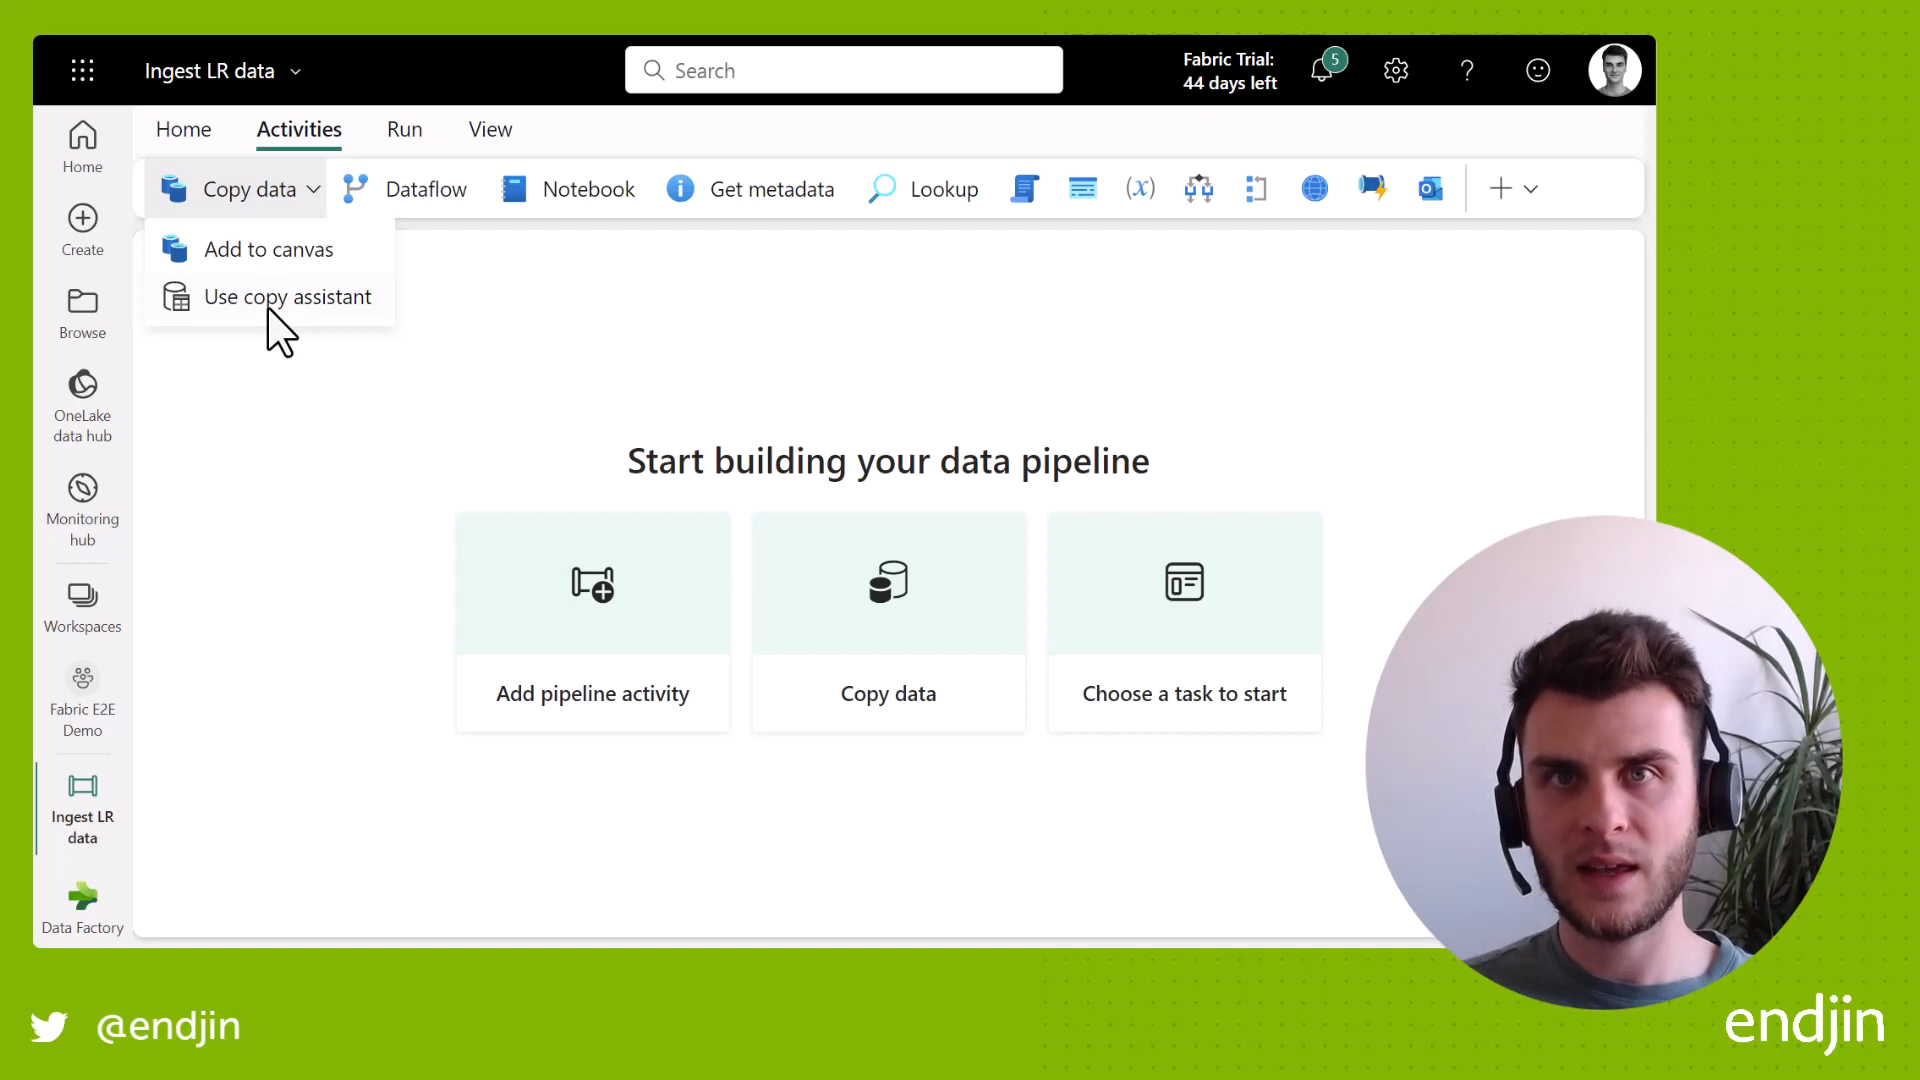 Ingest LR data
Search
Fabric Trial:
44 days left
5
Home
Activities
Run
View
Copy data
Dataflow
Notebook
Get metadata
Lookup
(x)
Add to canvas
Use copy assistant
Home
Create
Browse
OneLake
data hub
Monitoring
hub
Workspaces
Fabric E2E
Demo
Ingest LR
data
Data Factory
Start building your data pipeline
Add pipeline activity
Copy data
Choose a task to start
@endjin
endjin